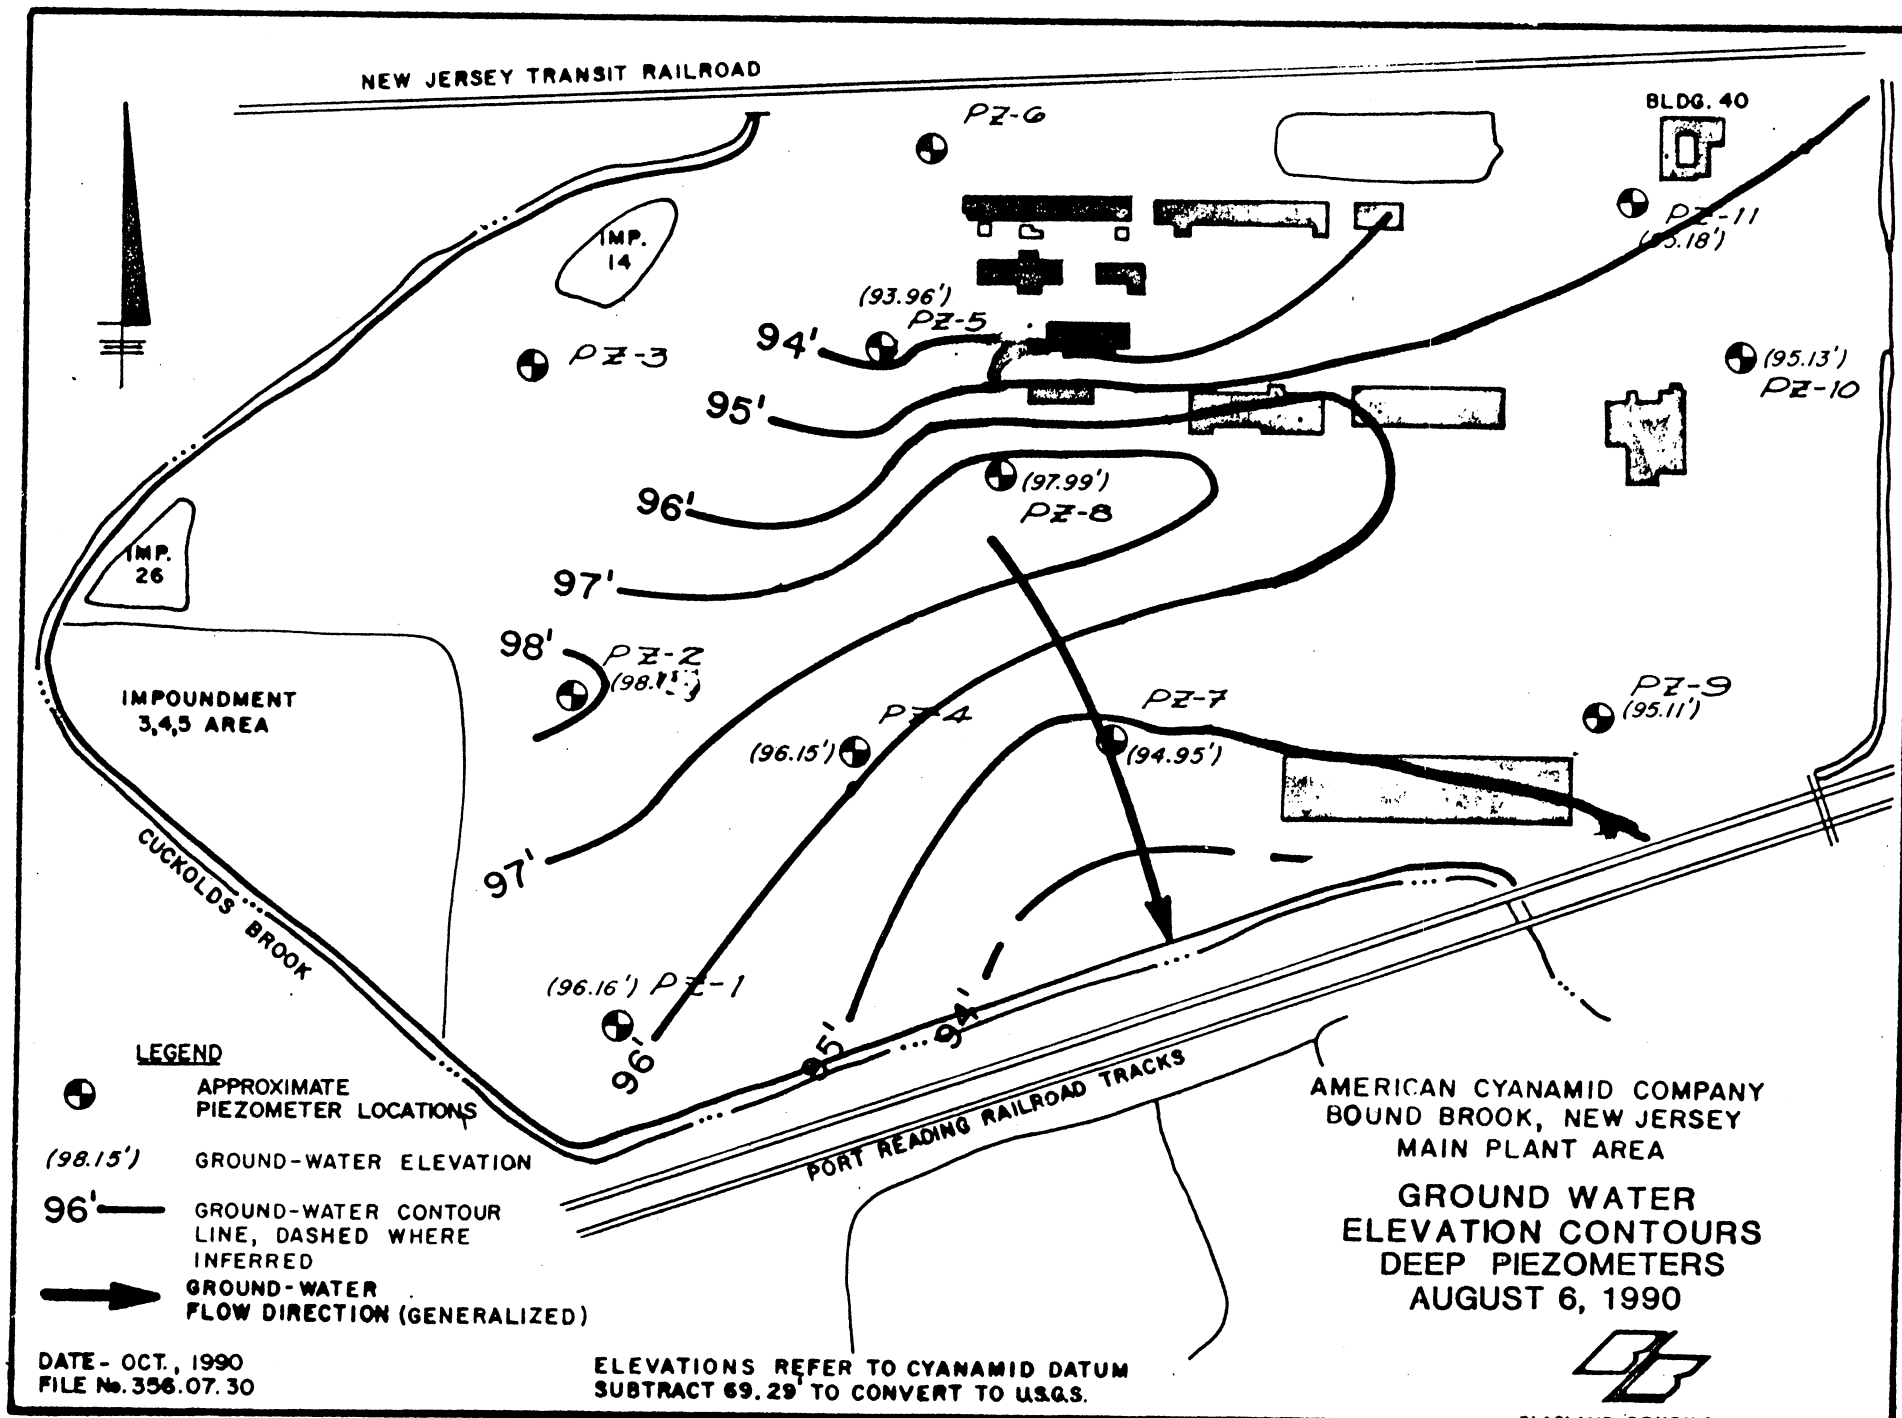 NEW JERSEY TRANSIT RAILROAD
BLDG. 40
PZ-6
PZ-11
IMP.
14
(93.96')
PZ-5
94'
PZ-3
(95.13')
PZ-10
95'
(97.99')
PZ-8
96'
IMP.
26
97'
98'
PZ-2
IMPOUNDMENT
3,4,5 AREA
PZ-4
(96.15')
PZ-7
(94.95')
PZ-9
(95.11')
97'
CUCKOLDS BROOK
(96.16') PZ-1
96'
95'
94'
PORT READING RAILROAD TRACKS
LEGEND
APPROXIMATE
PIEZOMETER LOCATIONS
(98.15') GROUND-WATER ELEVATION
96' GROUND-WATER CONTOUR
LINE, DASHED WHERE
INFERRED
GROUND-WATER
FLOW DIRECTION (GENERALIZED)
DATE- OCT., 1990
FILE No. 356.07.30
ELEVATIONS REFER TO CYANAMID DATUM
SUBTRACT 69.29' TO CONVERT TO U.S.G.S.
AMERICAN CYANAMID COMPANY
BOUND BROOK, NEW JERSEY
MAIN PLANT AREA
GROUND WATER
ELEVATION CONTOURS
DEEP PIEZOMETERS
AUGUST 6, 1990